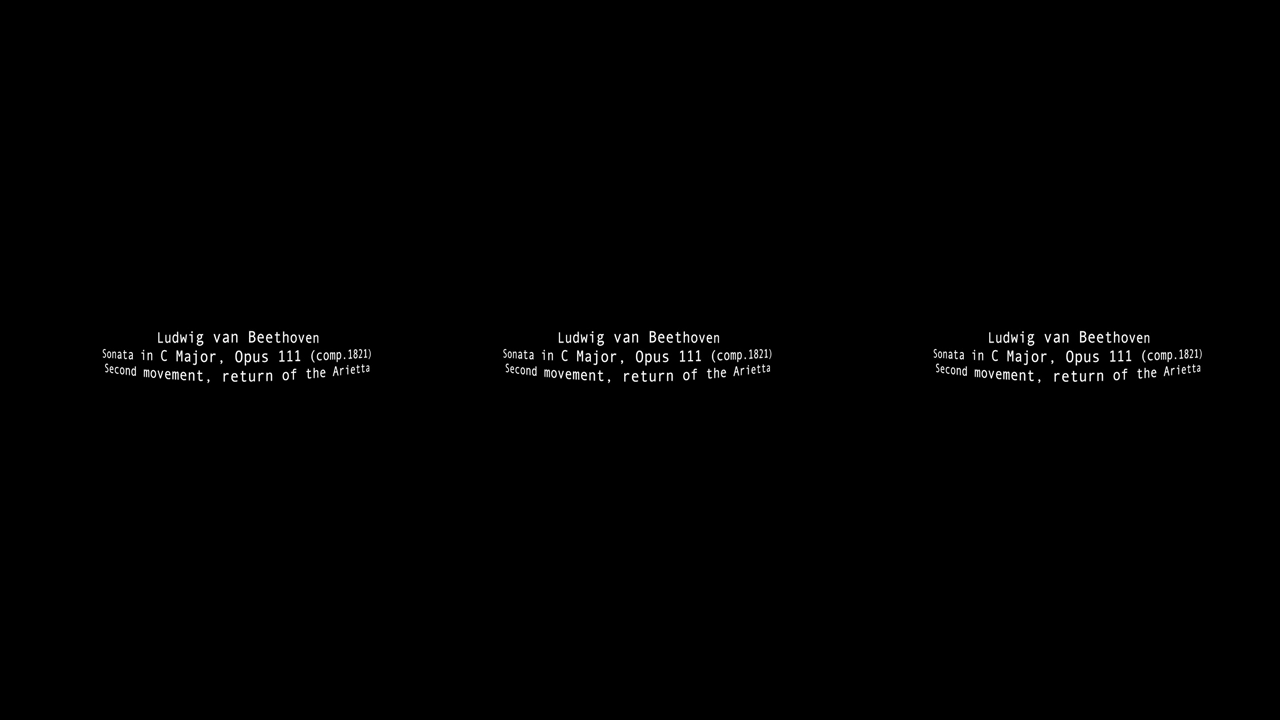 Ludwig van Beethoven
Sonata in C Major, Opus 111 (comp.1821)
Second movement, return of the Arietta
Ludwig van Beethoven
Sonata in C Major, Opus 111 (comp.1821)
Second movement, return of the Arietta
Ludwig van Beethoven
Sonata in C Major, Opus 111 (comp.1821)
Second movement, return of the Arietta